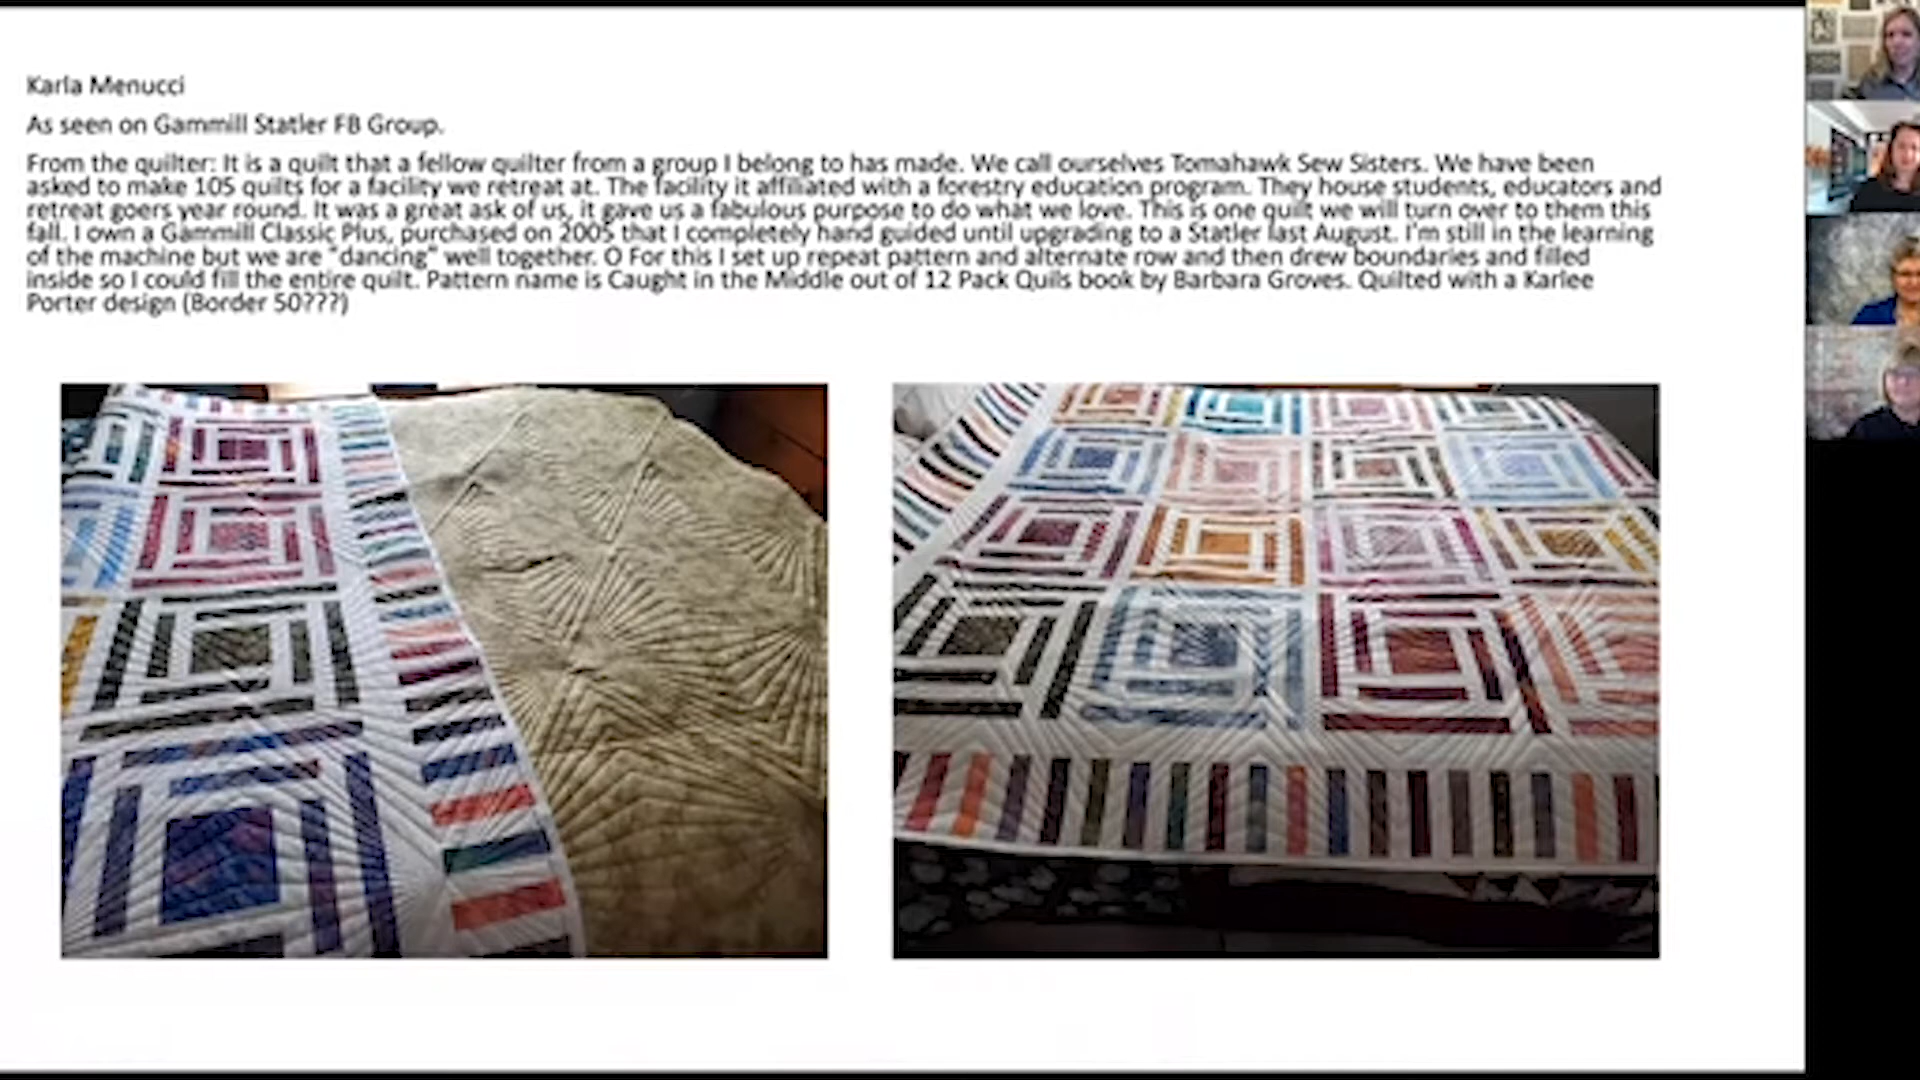 Karla Menucci
As seen on Gammill Statler FB Group.
From the quilter: It is a quilt that a fellow quilter from a group I belong to has made. We call ourselves Tomahawk Sew Sisters. We have been
asked to make 105 quilts for a facility we retreat at. The facility it affiliated with a forestry education program. They house students, educators and
retreat goers year round. It was a great ask of us, it gave us a fabulous purpose to do what we love. This is one quilt we will turn over to them this
fall. I own a Gammill Classic Plus, purchased on 2005 that I completely hand guided until upgrading to a Statler last August. I'm still in the learning
of the machine but we are "dancing" well together. O For this I set up repeat pattern and alternate row and then drew boundaries and filled
inside so I could fill the entire quilt. Pattern name is Caught in the Middle out of 12 Pack Quils book by Barbara Groves. Quilted with a Karlee
Porter design (Border 50???)